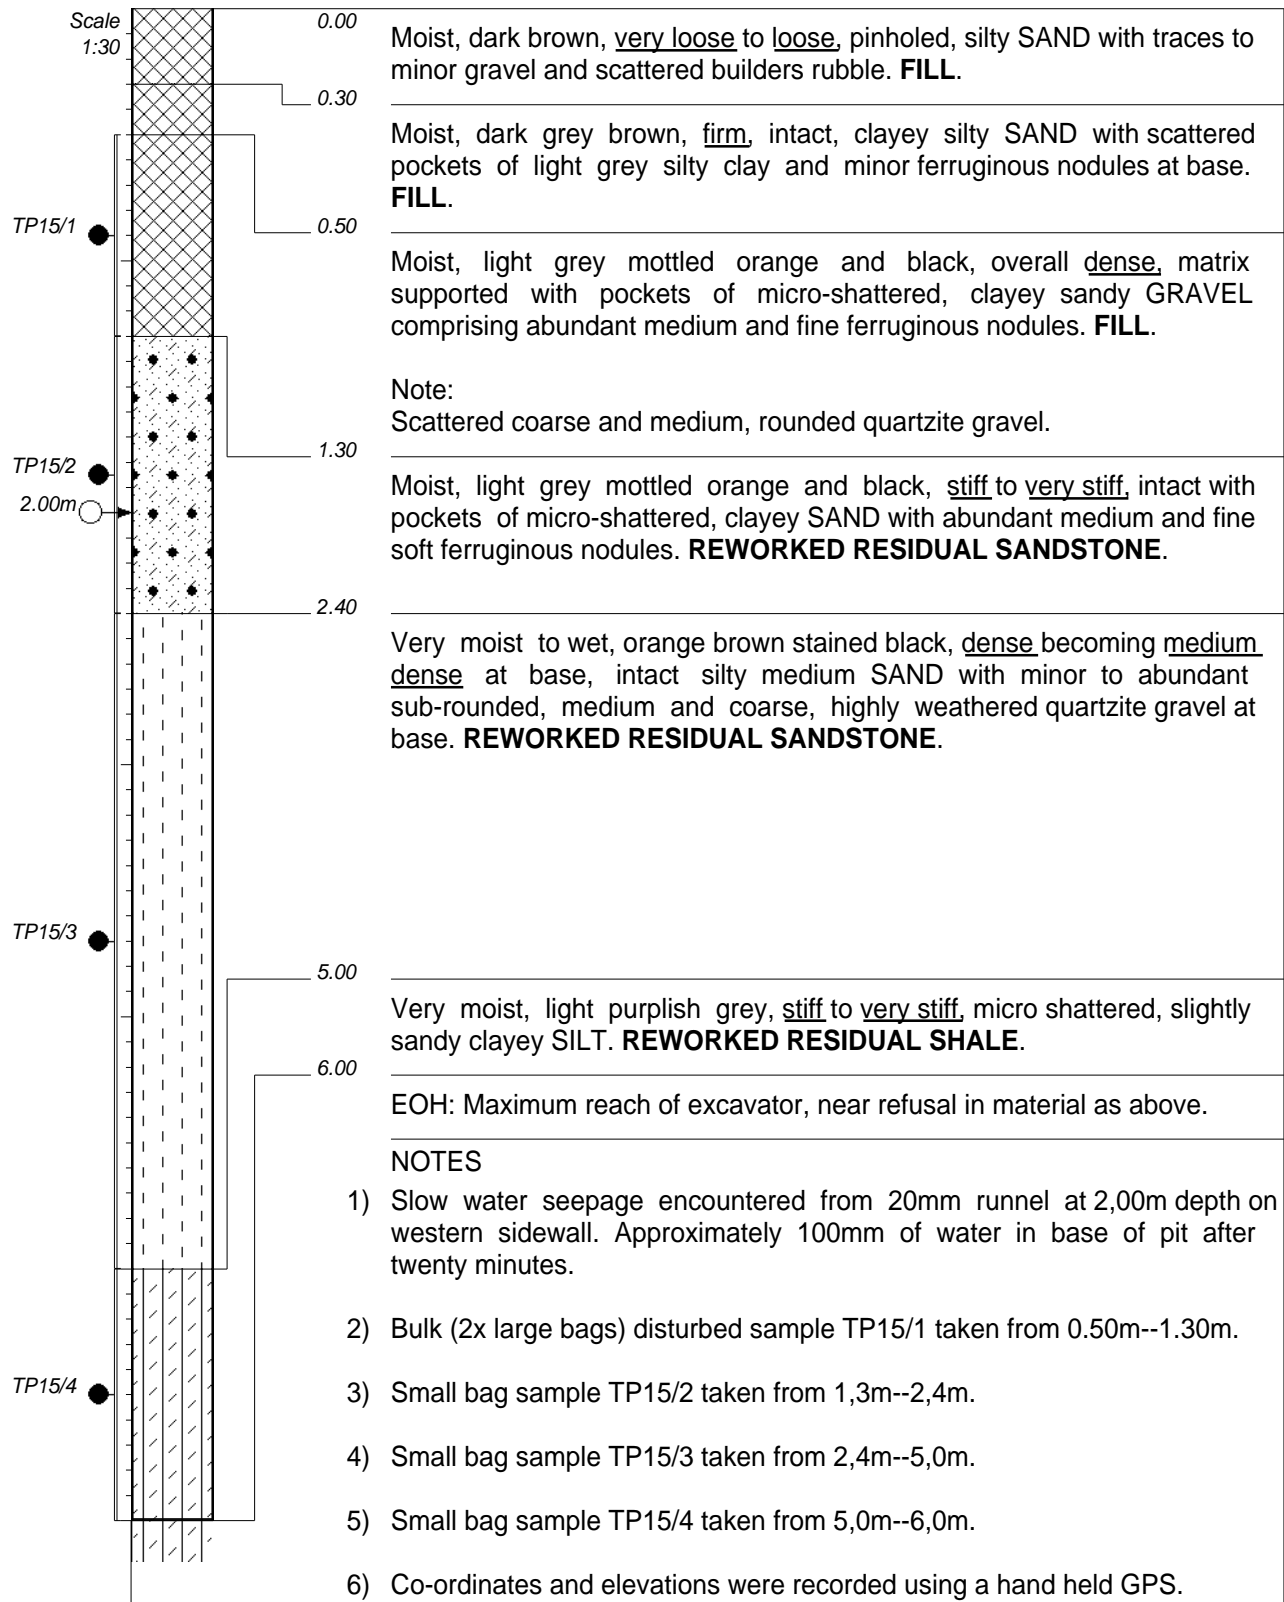 Scale
1:30
0.00
Moist, dark brown, very loose to loose, pinholed, silty SAND with traces to
minor gravel and scattered builders rubble. FILL.
0.30
Moist, dark grey brown, firm, intact, clayey silty SAND with scattered
pockets of light grey silty clay and minor ferruginous nodules at base.
FILL.
TP15/1
0.50
Moist, light grey mottled orange and black, overall dense, matrix
supported with pockets of micro-shattered, clayey sandy GRAVEL
comprising abundant medium and fine ferruginous nodules. FILL.
Note:
Scattered coarse and medium, rounded quartzite gravel.
1.30
TP15/2
2.00m
Moist, light grey mottled orange and black, stiff to very stiff, intact with
pockets of micro-shattered, clayey SAND with abundant medium and fine
soft ferruginous nodules. REWORKED RESIDUAL SANDSTONE.
2.40
Very moist to wet, orange brown stained black, dense becoming medium
dense at base, intact silty medium SAND with minor to abundant
sub-rounded, medium and coarse, highly weathered quartzite gravel at
base. REWORKED RESIDUAL SANDSTONE.
TP15/3
5.00
Very moist, light purplish grey, stiff to very stiff, micro shattered, slightly
sandy clayey SILT. REWORKED RESIDUAL SHALE.
6.00
EOH: Maximum reach of excavator, near refusal in material as above.
NOTES
1) Slow water seepage encountered from 20mm runnel at 2,00m depth on
western sidewall. Approximately 100mm of water in base of pit after
twenty minutes.
2) Bulk (2x large bags) disturbed sample TP15/1 taken from 0.50m--1.30m.
TP15/4
3) Small bag sample TP15/2 taken from 1,3m--2,4m.
4) Small bag sample TP15/3 taken from 2,4m--5,0m.
5) Small bag sample TP15/4 taken from 5,0m--6,0m.
6) Co-ordinates and elevations were recorded using a hand held GPS.